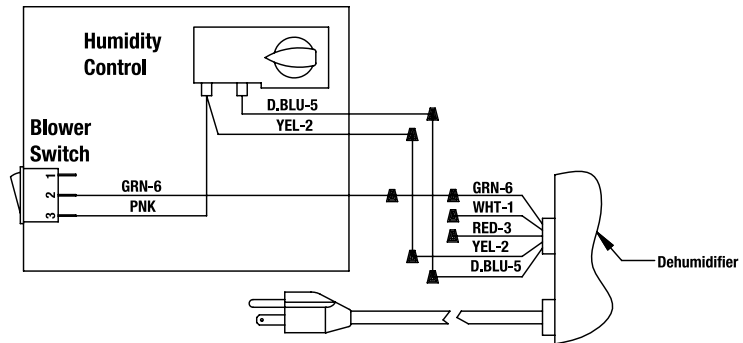 Humidity
Control
D.BLU-5
YEL-2
Blower
Switch
1
2
3
GRN-6
PNK
GRN-6
WHT-1
RED-3
YEL-2
D.BLU-5
Dehumidifier